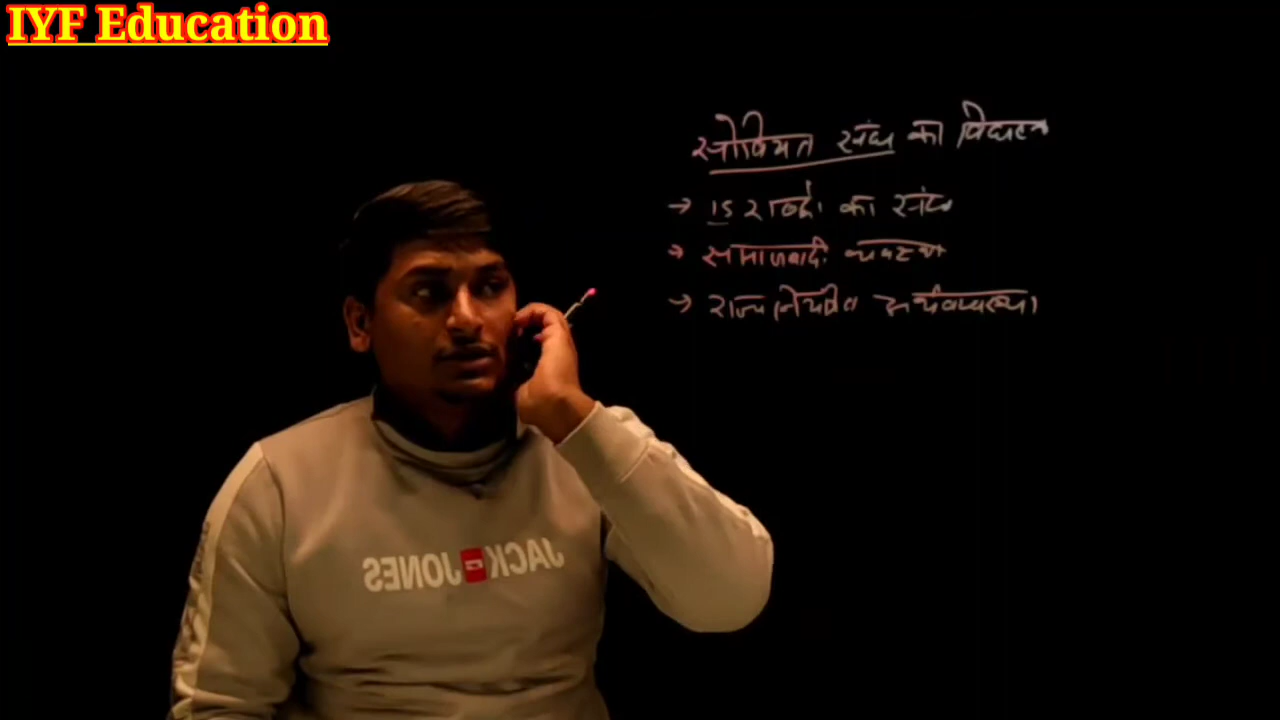 IYF Education
सोवियत संघ का विघटन
→ 15 राज्यों का संघ
→ समाजवादी व्यवस्था
→ राज्य नियंत्रित अर्थव्यवस्था
JACK JONES